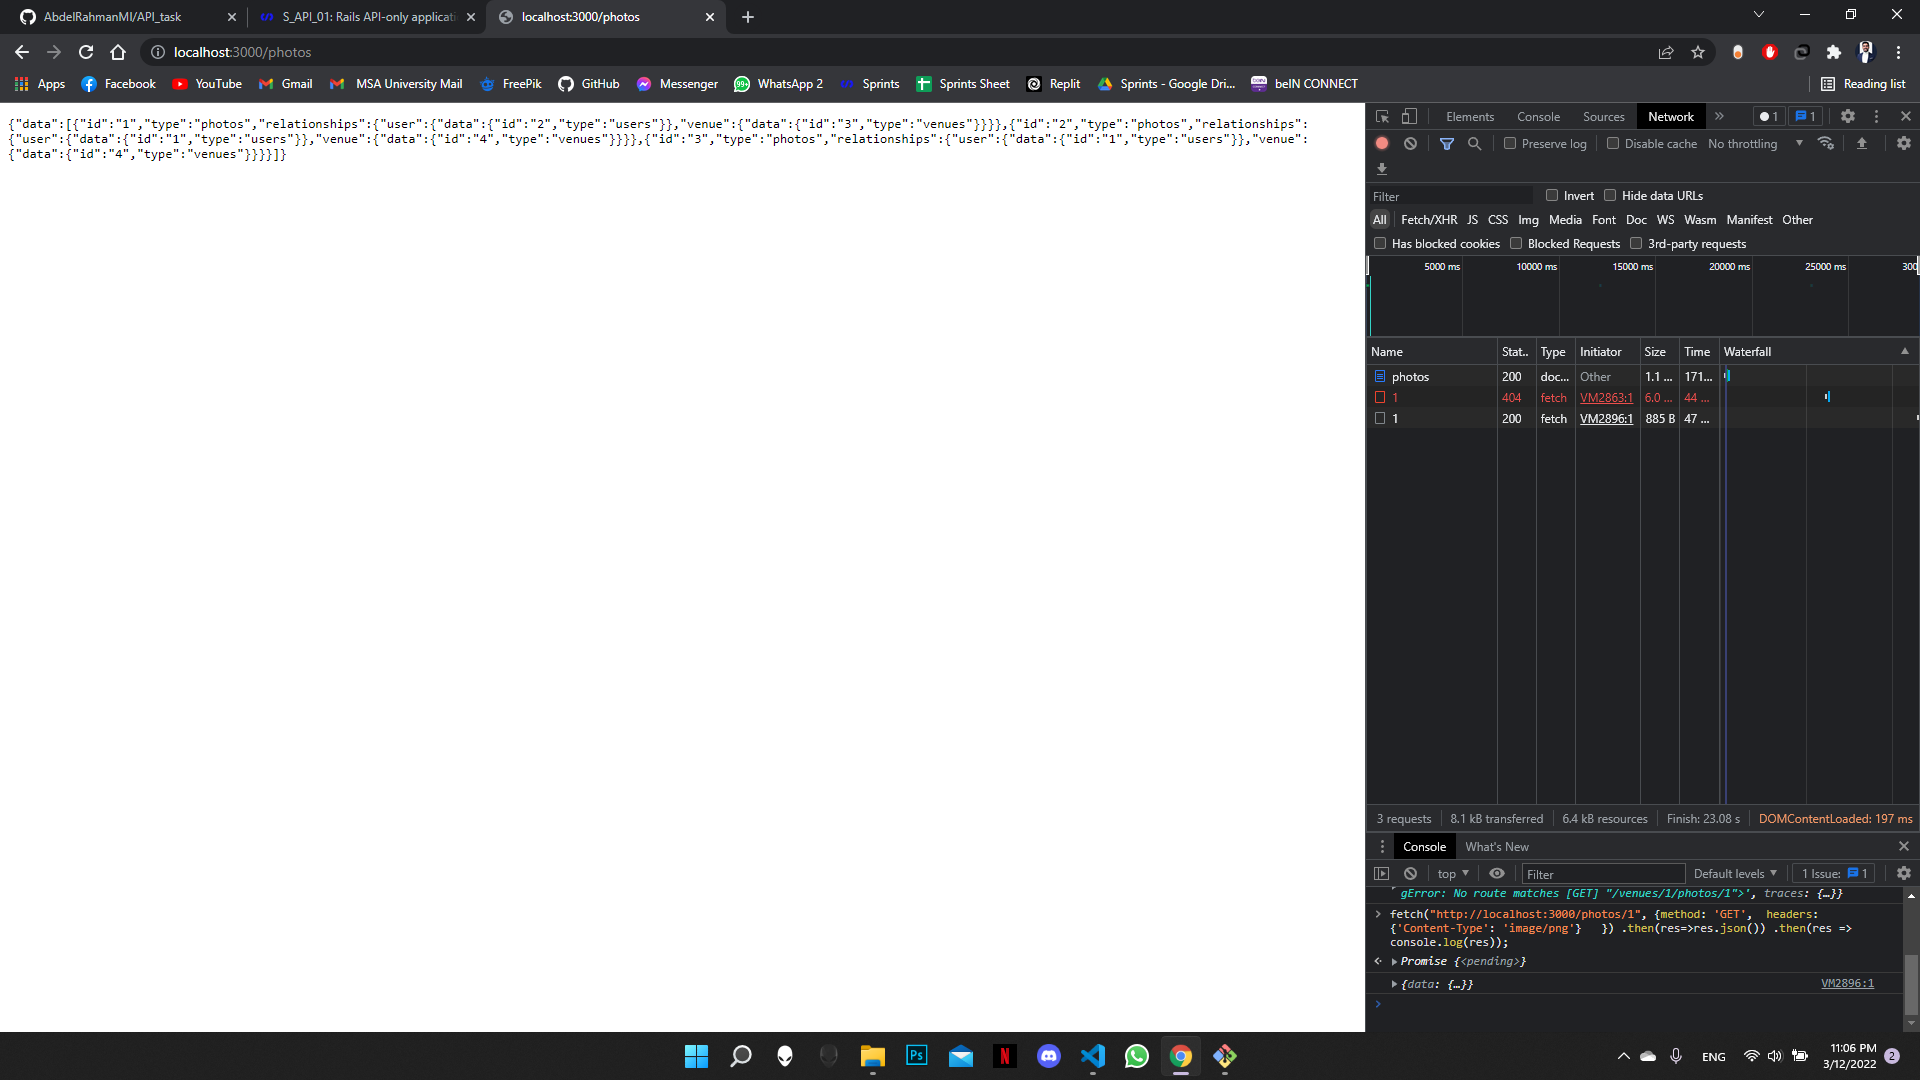 AbdelRahmanMI/API_task
S_API_01: Rails API-only applicati
localhost:3000/photos
localhost:3000/photos
Apps
Facebook
YouTube
Gmail
MSA University Mail
FreePik
GitHub
Messenger
99+
WhatsApp 2
Sprints
Sprints Sheet
Replit
Sprints - Google Dri...
beIN CONNECT
Reading list
{"data":[{"id":"1","type":"photos","relationships":{"user":{"data":{"id":"2","type":"users"}},"venue":{"data":{"id":"3","type":"venues"}}}},{"id":"2","type":"photos","relationships":
{"user":{"data":{"id":"1","type":"users"}},"venue":{"data":{"id":"4","type":"venues"}}}},{"id":"3","type":"photos","relationships":{"user":{"data":{"id":"1","type":"users"}},"venue":
{"data":{"id":"4","type":"venues"}}}}]}
Elements Console Sources Network » 1 1
Preserve log Disable cache No throttling
Filter Invert Hide data URLs
All Fetch/XHR JS CSS Img Media Font Doc WS Wasm Manifest Other
Has blocked cookies Blocked Requests 3rd-party requests
5000 ms 10000 ms 15000 ms 20000 ms 25000 ms 300
Name Stat.. Type Initiator Size Time Waterfall
photos 200 doc... Other 1.1 ... 171...
1 404 fetch VM2863:1 6.0 ... 44 ...
1 200 fetch VM2896:1 885 B 47 ...
3 requests 8.1 kB transferred 6.4 kB resources Finish: 23.08 s DOMContentLoaded: 197 ms
Console What's New
top Filter Default levels 1 Issue: 1
gError: No route matches [GET] "/venues/1/photos/1">', traces: {…}}
fetch("http://localhost:3000/photos/1", {method: 'GET', headers:
{'Content-Type': 'image/png'} }) .then(res=>res.json()) .then(res =>
console.log(res));
Promise {<pending>}
{data: {…}} VM2896:1
Ps
N
ENG
11:06 PM
3/12/2022
2